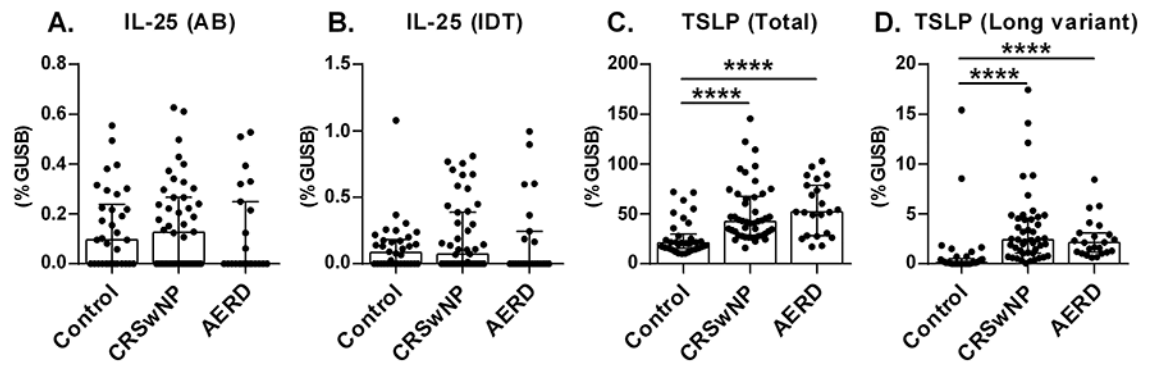 A. IL-25 (AB)
(% GUSB)
0.8
0.6
0.4
0.2
0.0
Control
CRSwNP
AERD
B. IL-25 (IDT)
(% GUSB)
1.5
1.0
0.5
0.0
Control
CRSwNP
AERD
C. TSLP (Total)
(% GUSB)
200
150
100
50
0
****
****
Control
CRSwNP
AERD
D. TSLP (Long variant)
(% GUSB)
20
15
10
5
0
****
****
Control
CRSwNP
AERD